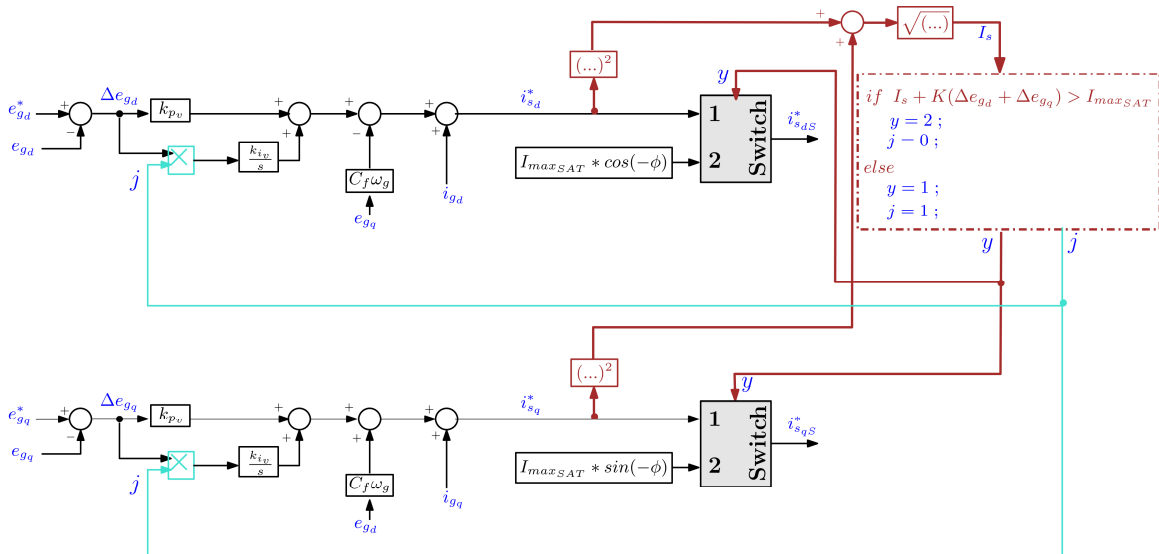 +
+
√(...)
I_s
(...)²
y
if I_s + K(Δe_{g_d} + Δe_{g_q}) > I_{max_{SAT}}
y = 2 ;
j − 0 ;
else
y = 1 ;
j = 1 ;
y j
e*_{g_d} + Δe_{g_d} k_{p_v} + + + i*_{s_d} 1 Switch i*_{s_{dS}}
e_{g_d} − × k_{i_v}/s + − + I_{max_{SAT}} * cos(−φ) 2
j C_f ω_g i_{g_d}
e_{g_q}
(...)²
y
e*_{g_q} + Δe_{g_q} k_{p_v} + + + i*_{s_q} 1 Switch i*_{s_{qS}}
e_{g_q} − × k_{i_v}/s + + + I_{max_{SAT}} * sin(−φ) 2
j C_f ω_g i_{g_q}
e_{g_d}